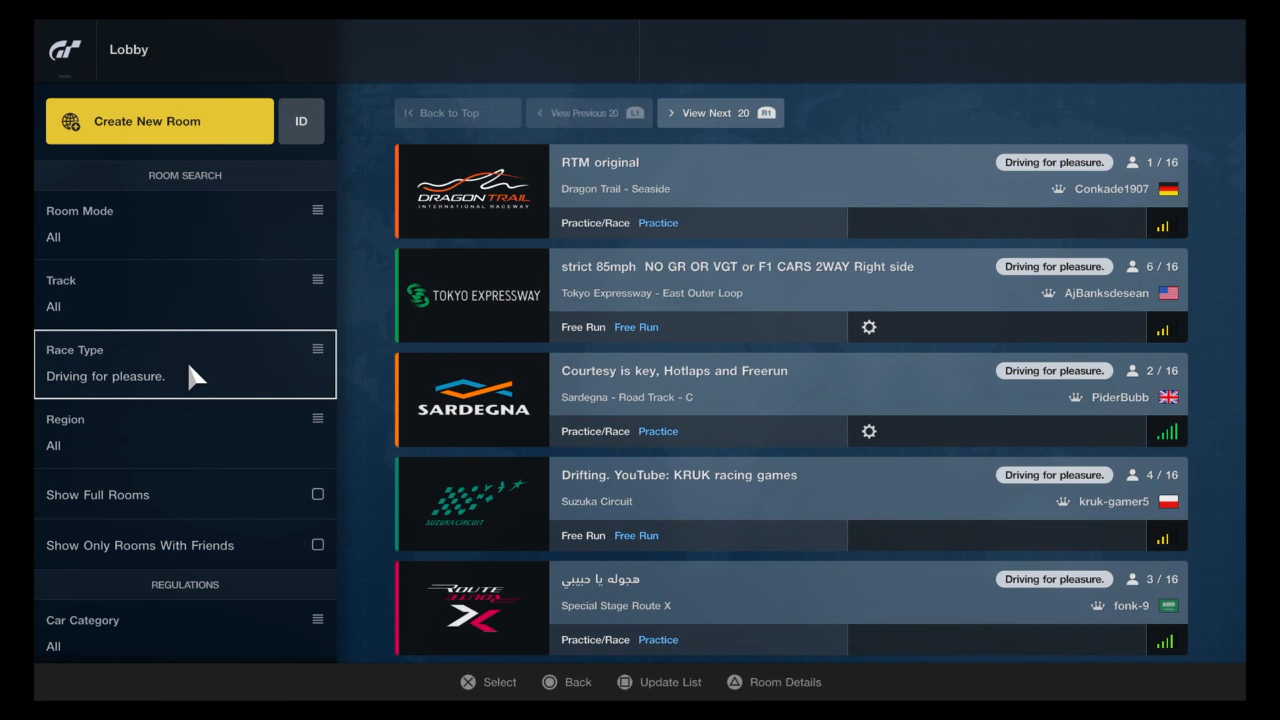 GT
Lobby
Create New Room
ID
ROOM SEARCH
Room Mode
All
Track
All
Race Type
Driving for pleasure.
Region
All
Show Full Rooms
Show Only Rooms With Friends
REGULATIONS
Car Category
All
Back to Top
View Previous 20 L1
View Next 20 R1
DRAGON TRAIL
INTERNATIONAL RACEWAY
RTM original
Driving for pleasure. 1 / 16
Dragon Trail - Seaside
Conkade1907
Practice/Race Practice
TOKYO EXPRESSWAY
strict 85mph NO GR OR VGT or F1 CARS 2WAY Right side
Driving for pleasure. 6 / 16
Tokyo Expressway - East Outer Loop
AjBanksdesean
Free Run Free Run
SARDEGNA
Courtesy is key, Hotlaps and Freerun
Driving for pleasure. 2 / 16
Sardegna - Road Track - C
PiderBubb
Practice/Race Practice
SUZUKA CIRCUIT
Drifting. YouTube: KRUK racing games
Driving for pleasure. 4 / 16
Suzuka Circuit
kruk-gamer5
Free Run Free Run
ROUTE
X
هجوله يا حبيبي
Driving for pleasure. 3 / 16
Special Stage Route X
fonk-9
Practice/Race Practice
Select
Back
Update List
Room Details